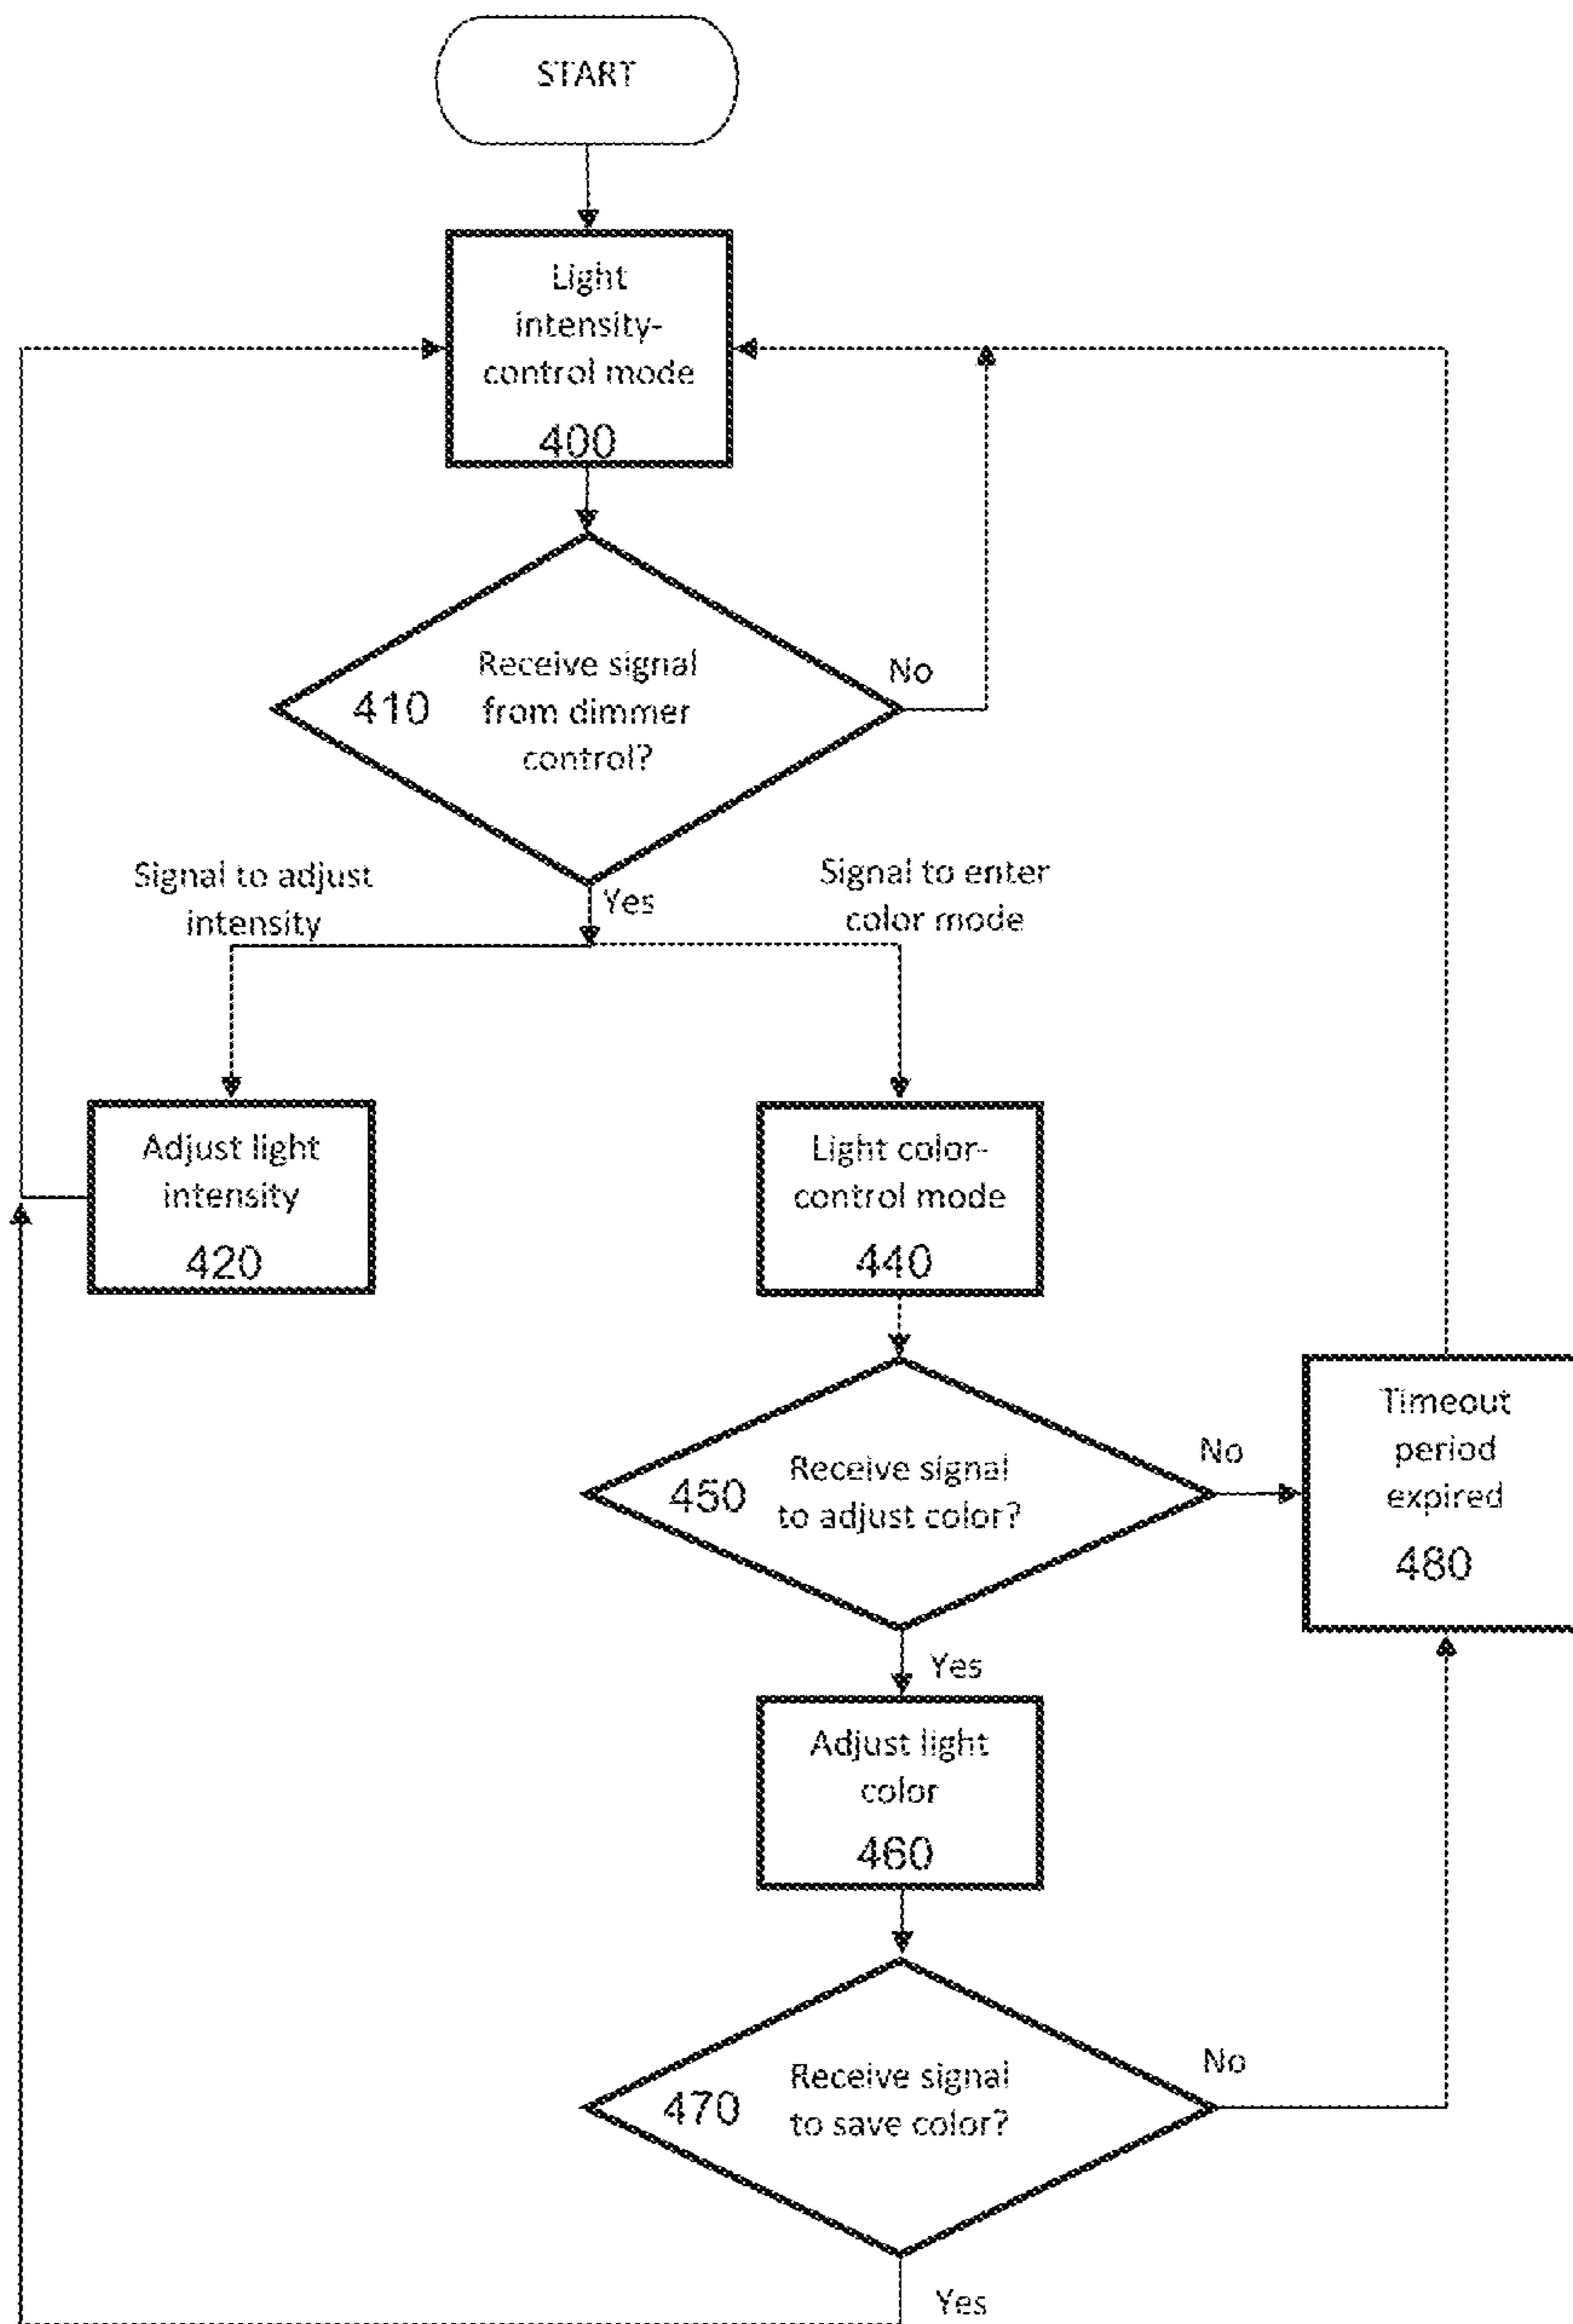 START
Light
intensity-
control mode
400
410
Receive signal
from dimmer
control?
No
Yes
Signal to adjust
intensity
Signal to enter
color mode
Adjust light
intensity
420
Light color-
control mode
440
450
Receive signal
to adjust color?
No
Timeout
period
expired
480
Yes
Adjust light
color
460
470
Receive signal
to save color?
No
Yes